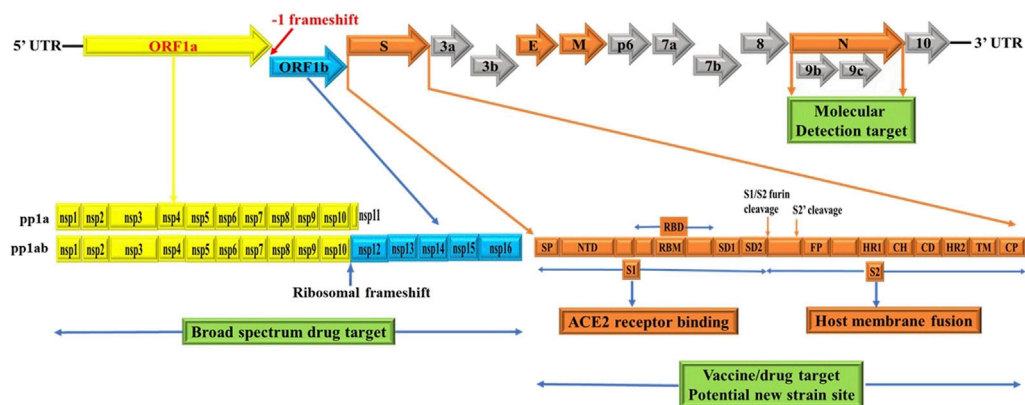 -1 frameshift
5' UTR ORF1a S 3a E M p6 7a 8 N 10 3' UTR
ORF1b 3b 7b 9b 9c
Molecular
Detection target
S1/S2 furin
cleavage
S2' cleavage
pp1a nsp1 nsp2 nsp3 nsp4 nsp5 nsp6 nsp7 nsp8 nsp9 nsp10 nsp11
RBD
pp1ab nsp1 nsp2 nsp3 nsp4 nsp5 nsp6 nsp7 nsp8 nsp9 nsp10 nsp12 nsp13 nsp14 nsp15 nsp16
SP NTD RBM SD1 SD2 FP HR1 CH CD HR2 TM CP
S1 S2
Ribosomal frameshift
ACE2 receptor binding Host membrane fusion
Broad spectrum drug target
Vaccine/drug target
Potential new strain site